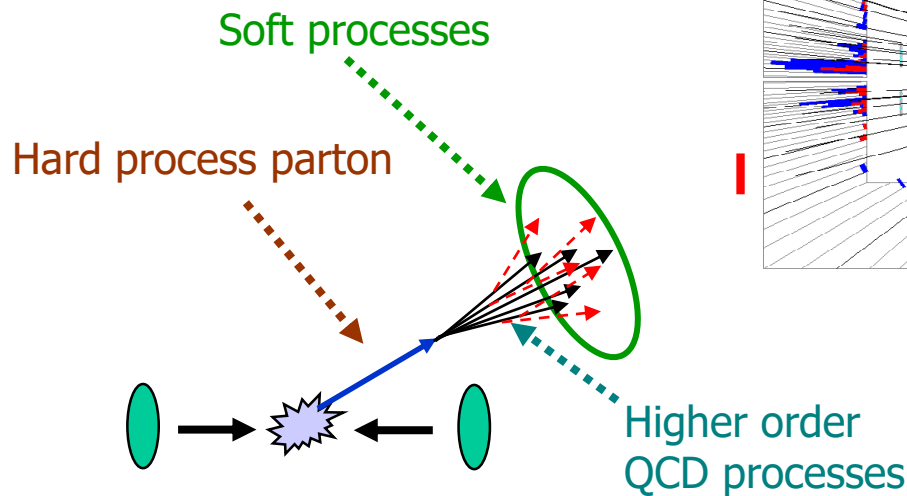 Soft processes
Hard process parton
Higher order
QCD processes